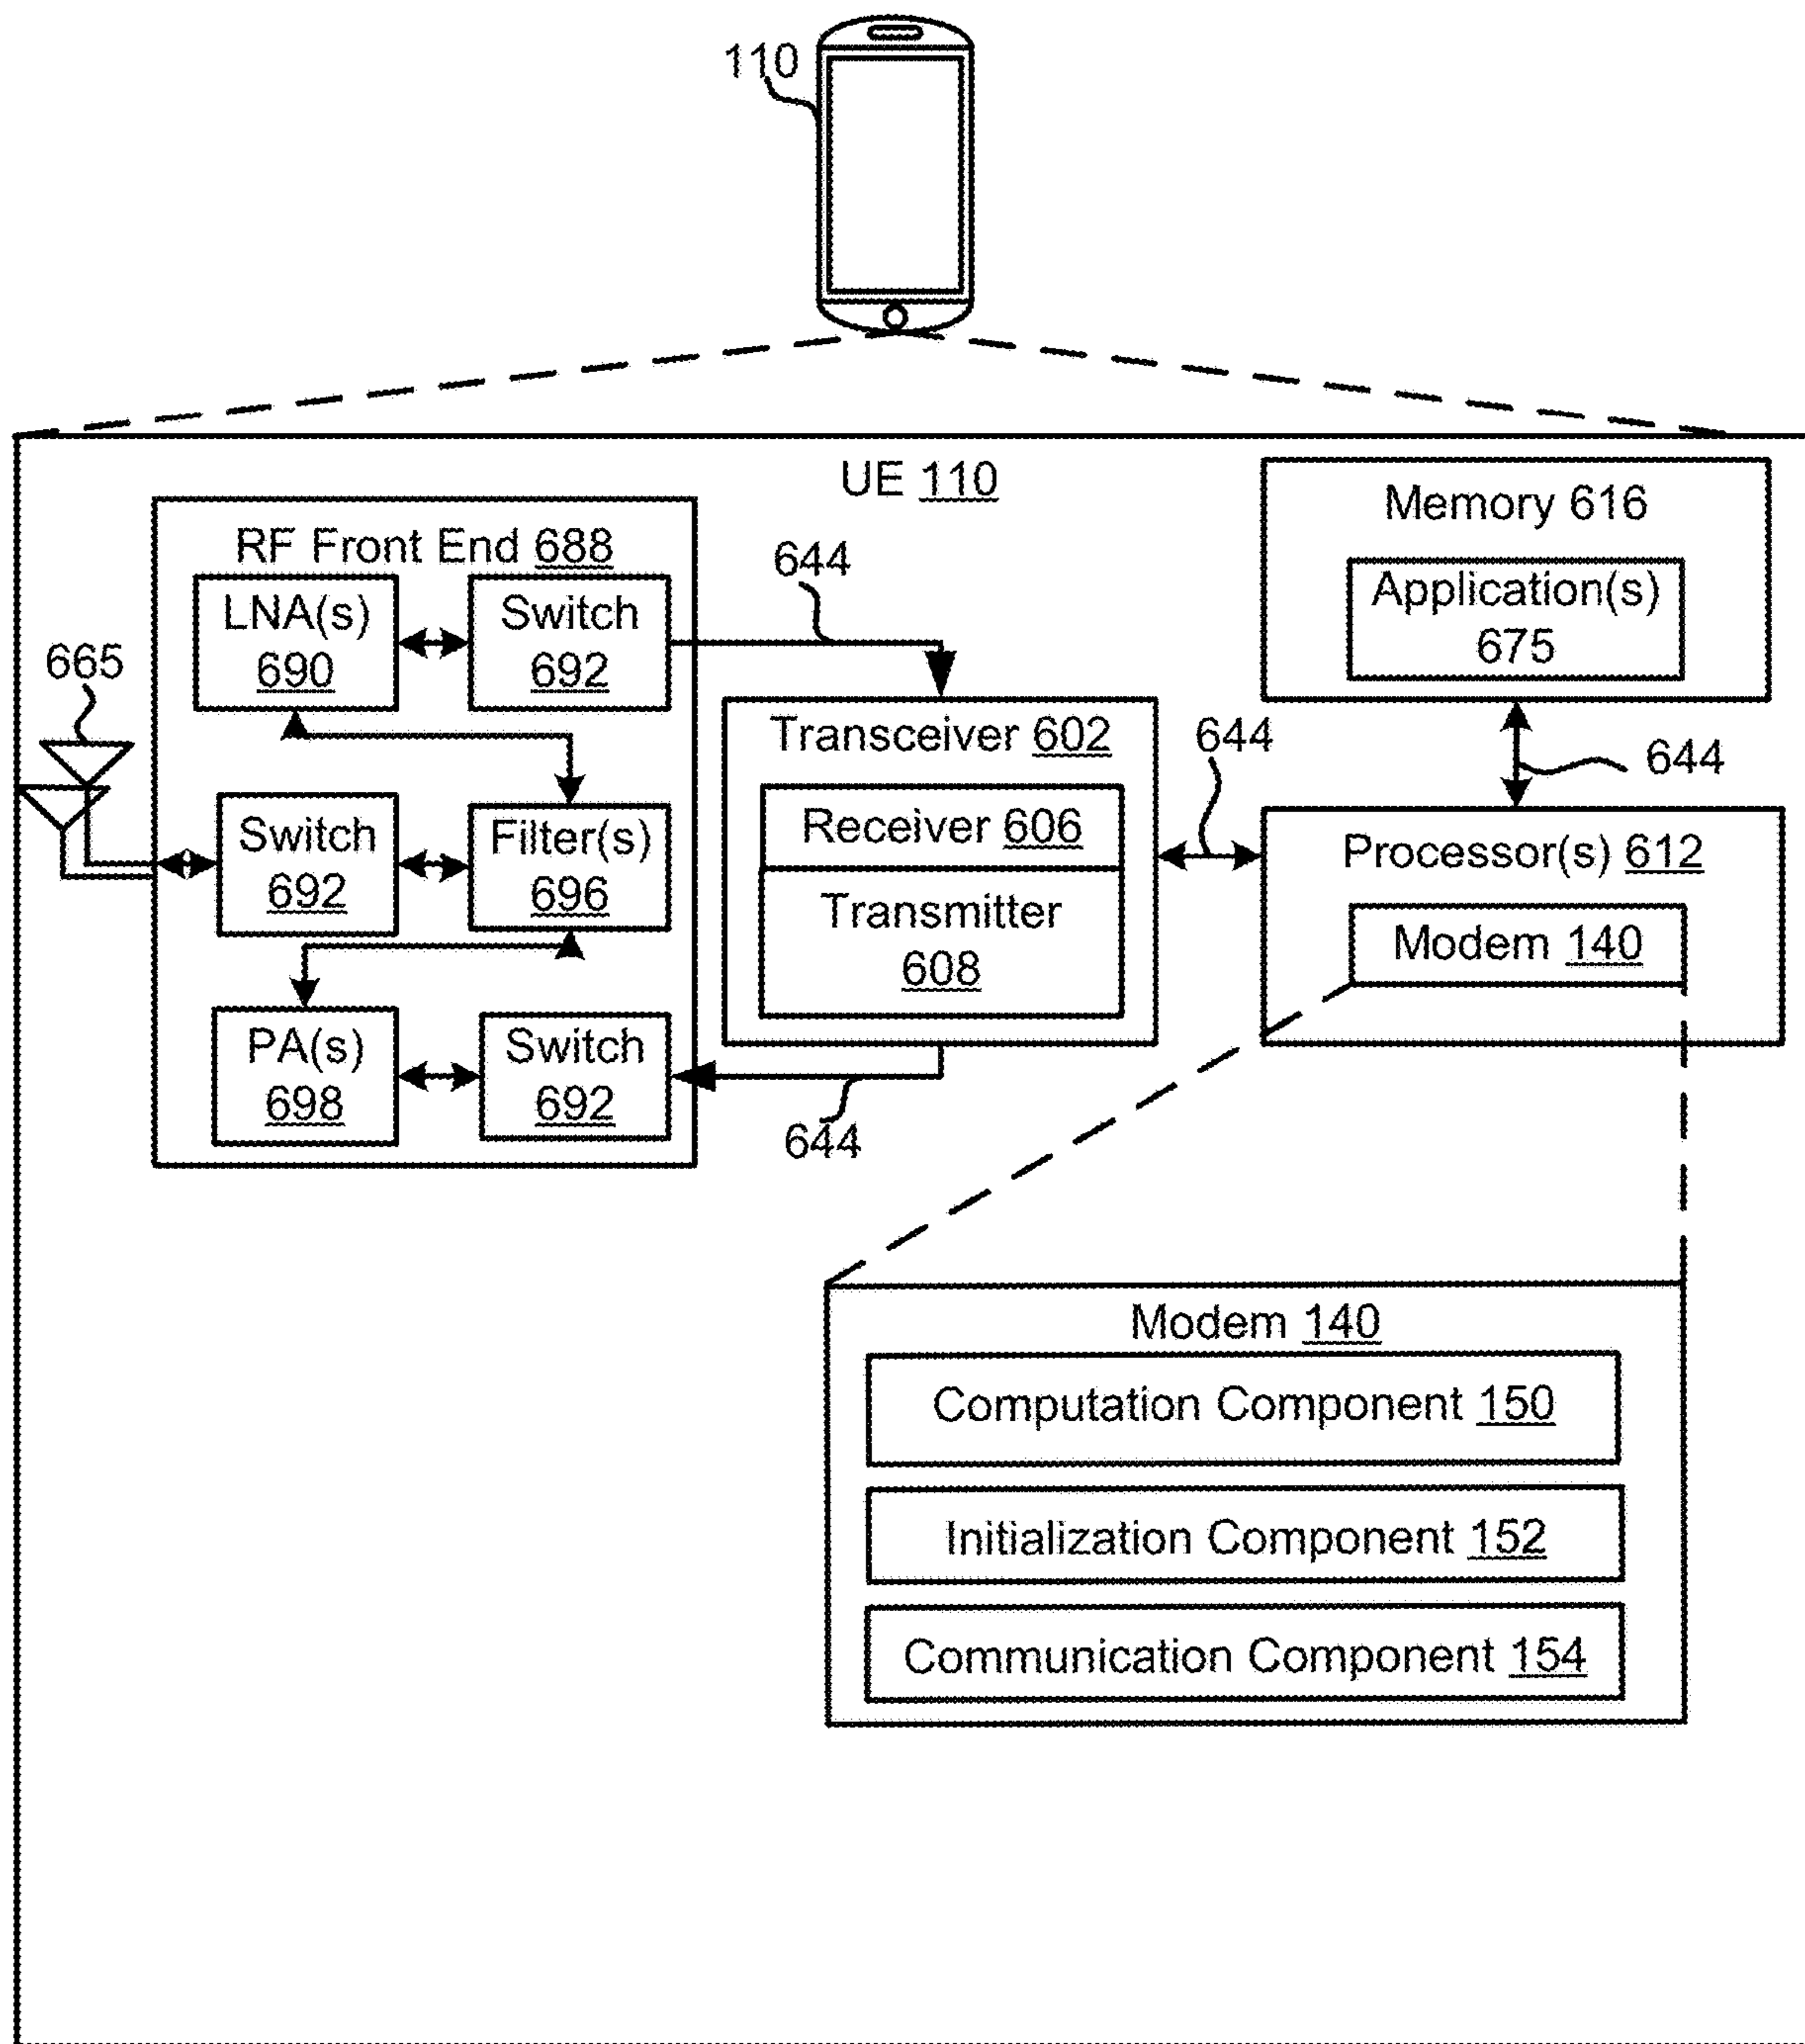 110
UE 110
RF Front End 688
LNA(s)
690
Switch
692
644
665
Switch
692
Filter(s)
696
PA(s)
698
Switch
692
644
Transceiver 602
Receiver 606
Transmitter
608
644
Memory 616
Application(s)
675
644
Processor(s) 612
Modem 140
Modem 140
Computation Component 150
Initialization Component 152
Communication Component 154